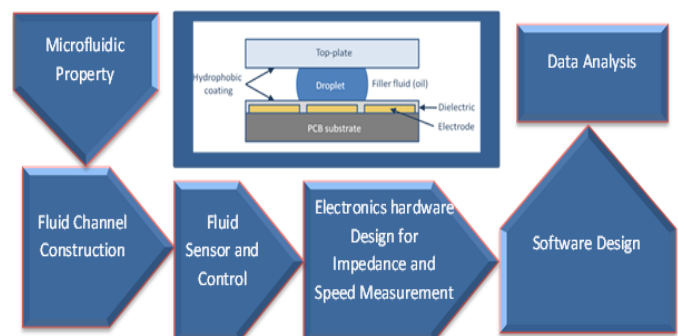 Microfluidic
Property
Top-plate
Hydrophobic
coating
Droplet
Filler fluid (oil)
Dielectric
Electrode
PCB substrate
Data Analysis
Fluid Channel
Construction
Fluid
Sensor and
Control
Electronics hardware
Design for
Impedance and
Speed Measurement
Software Design